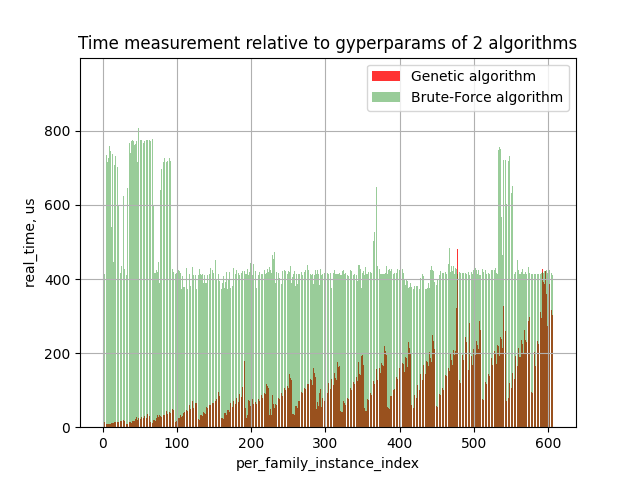 Time measurement relative to gyperparams of 2 algorithms
Genetic algorithm
Brute-Force algorithm
real_time, us
800
600
400
200
0
0 100 200 300 400 500 600
per_family_instance_index